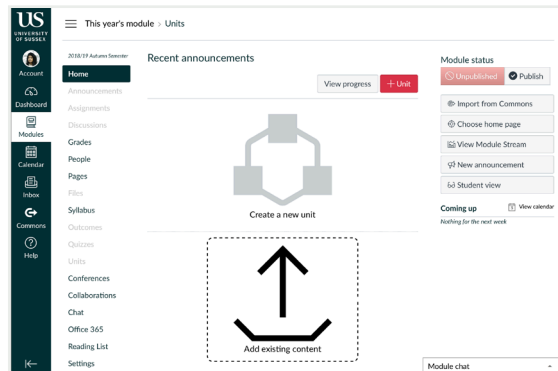 US
UNIVERSITY
OF SUSSEX
Account
Dashboard
Modules
Calendar
Inbox
Commons
Help
This year's module > Units
2018/19 Autumn Semester
Home
Announcements
Assignments
Discussions
Grades
People
Pages
Files
Syllabus
Outcomes
Quizzes
Units
Conferences
Collaborations
Chat
Office 365
Reading List
Settings
Recent announcements
View progress
+ Unit
Create a new unit
Add existing content
Module status
Unpublished
Publish
Import from Commons
Choose home page
View Module Stream
New announcement
Student view
Coming up
View calendar
Nothing for the next week
Module chat